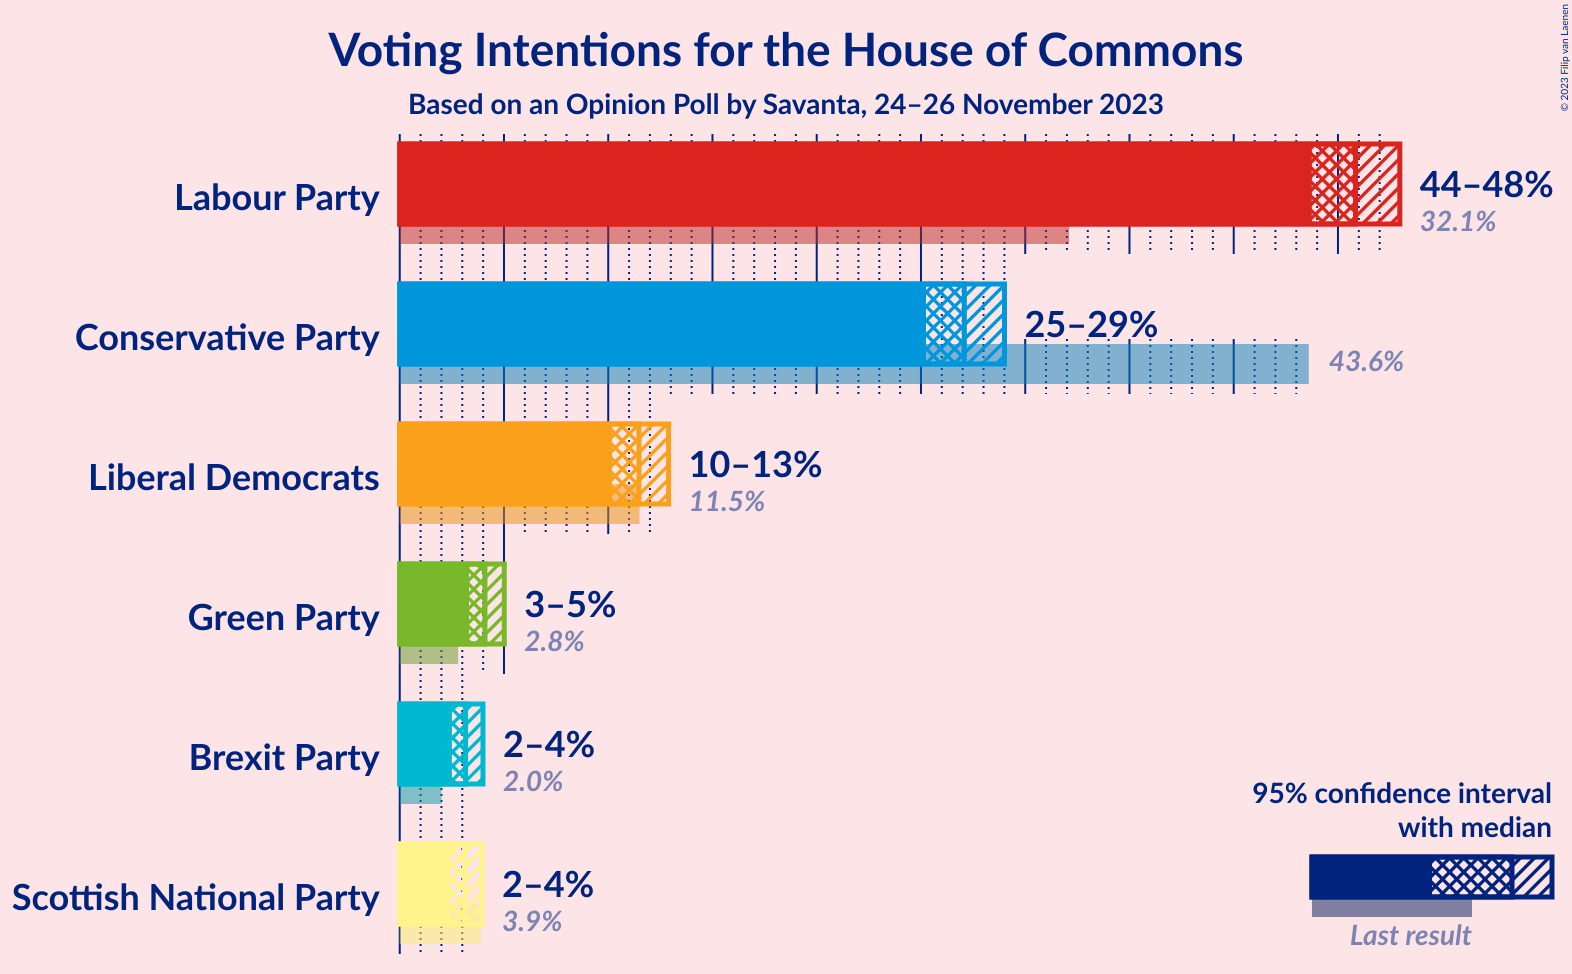 Voting Intentions for the House of Commons
Based on an Opinion Poll by Savanta, 24–26 November 2023
© 2023 Filip van Laenen
Labour Party
44–48%
32.1%
Conservative Party
25–29%
43.6%
Liberal Democrats
10–13%
11.5%
Green Party
3–5%
2.8%
Brexit Party
2–4%
2.0%
Scottish National Party
2–4%
3.9%
95% confidence interval
with median
Last result